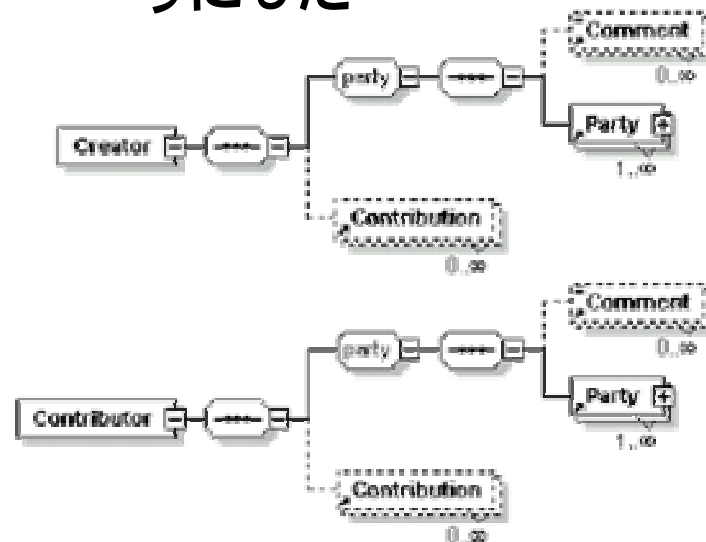 Comment
0..∞
party
Creator
Party
1..∞
Contribution
0..∞
Comment
0..∞
party
Contributor
Party
1..∞
Contribution
0..∞